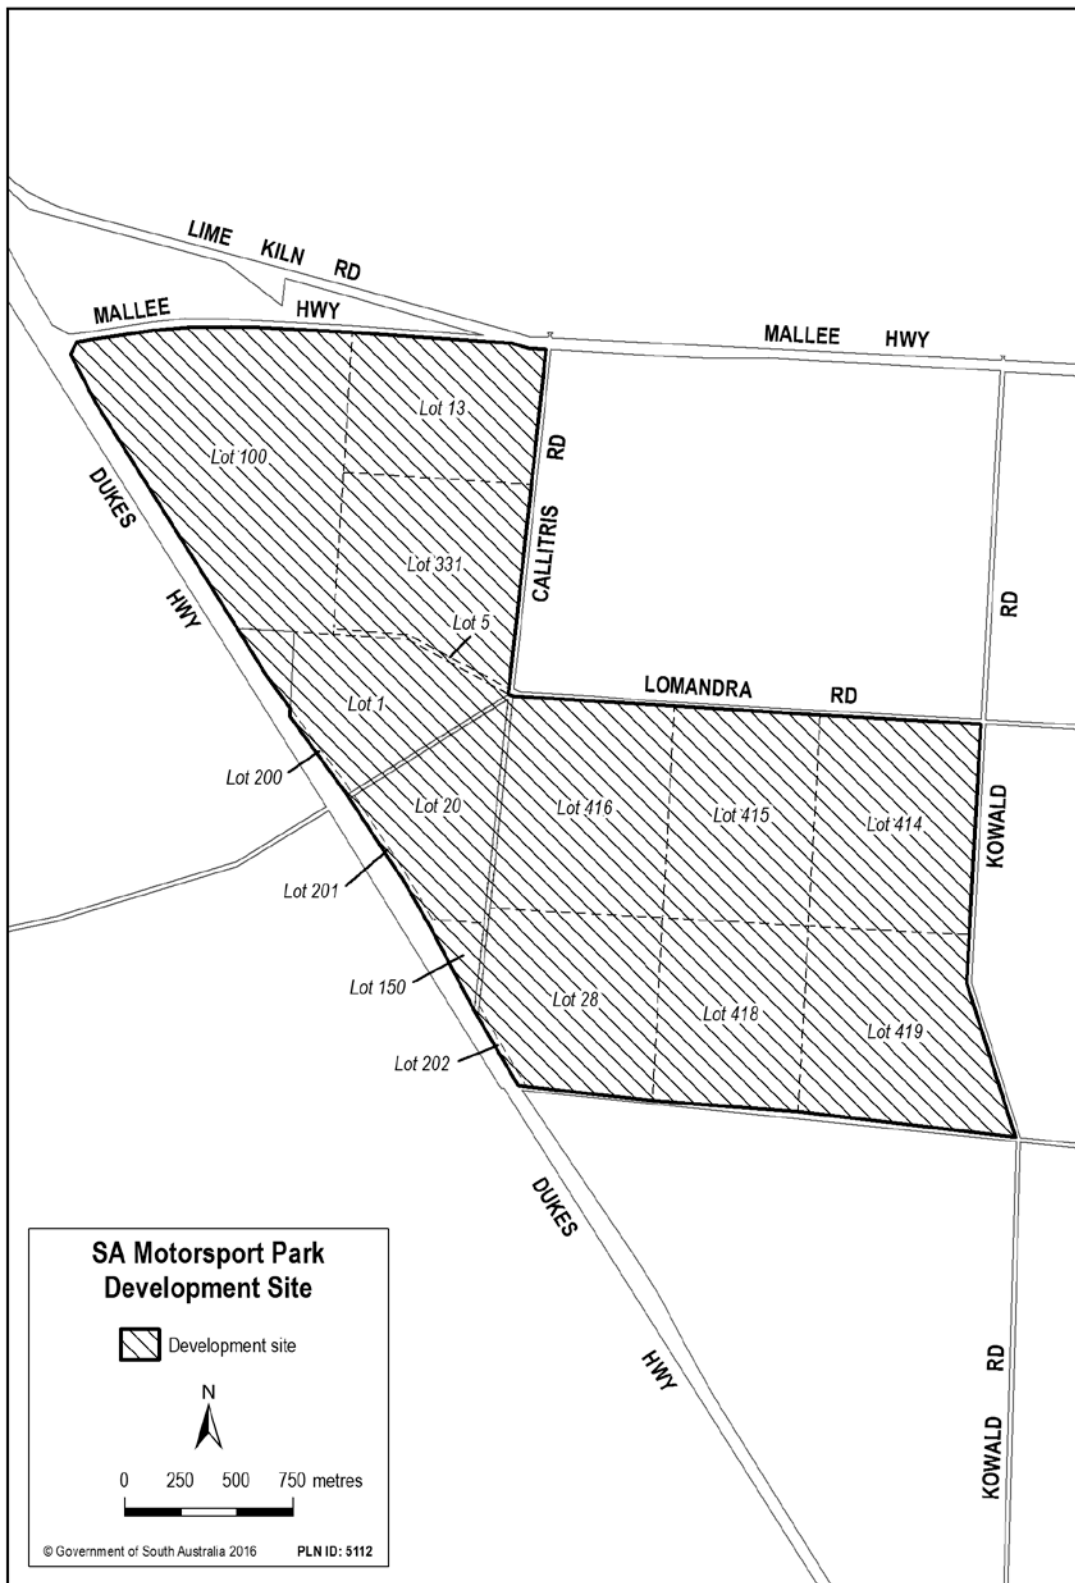 LIME KILN RD
MALLEE HWY
MALLEE HWY
Lot 13
Lot 100
RD
DUKES
CALLITRIS
Lot 331
HWY
RD
Lot 5
LOMANDRA RD
Lot 1
Lot 200
Lot 20
Lot 416
Lot 415
Lot 414
KOWALD
Lot 201
Lot 150
Lot 28
Lot 418
Lot 419
Lot 202
DUKES
HWY
RD
KOWALD
SA Motorsport Park
Development Site
Development site
N
0 250 500 750 metres
© Government of South Australia 2016 PLN ID: 5112